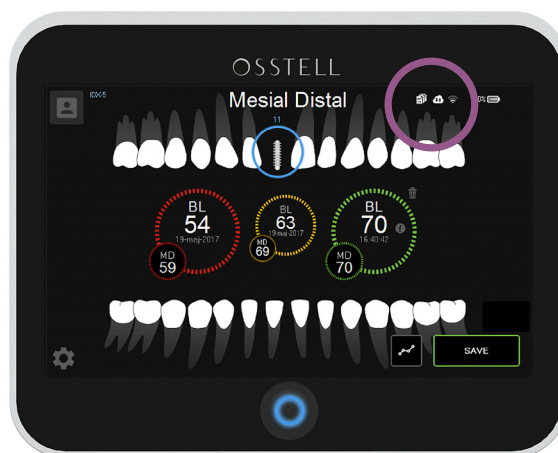 OSSTELL
IDX-5
Mesial Distal
11
BL
54
19-maj-2017
MD
59
BL
63
19-maj-2017
MD
69
BL
70
16:40:42
MD
70
SAVE